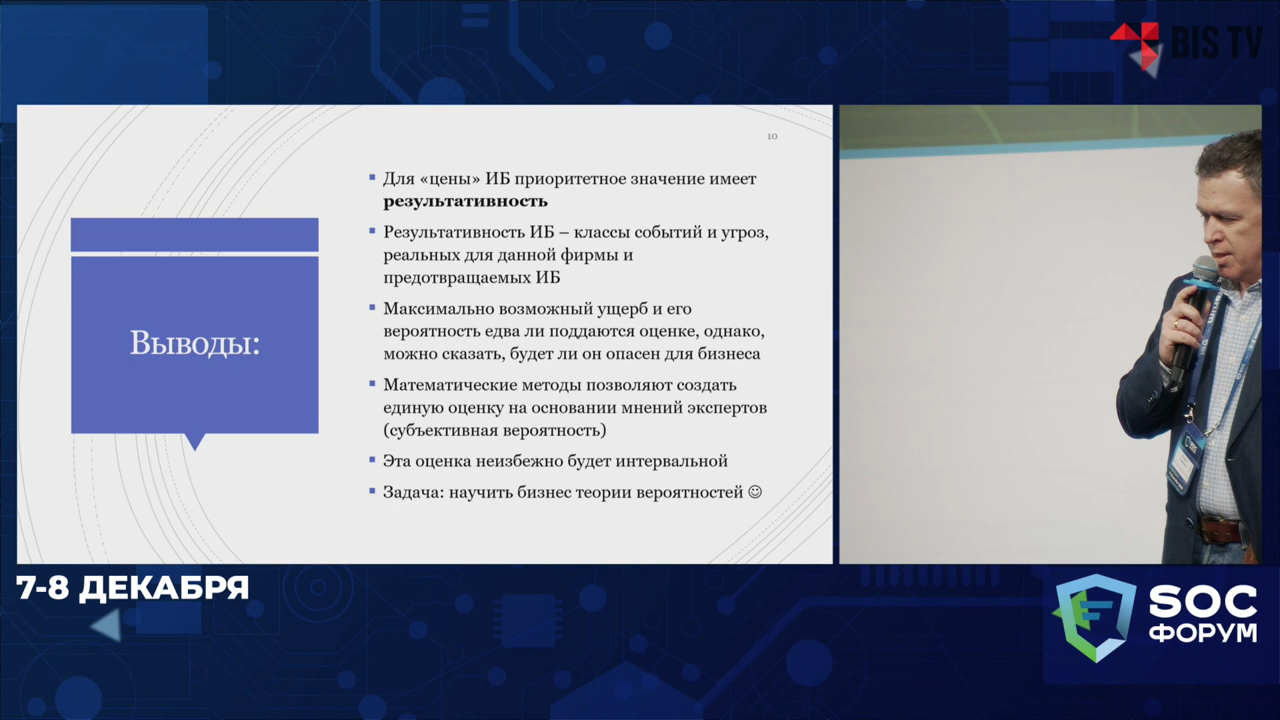 BIS TV
10
Для «цены» ИБ приоритетное значение имеет
результативность
Результативность ИБ – классы событий и угроз,
реальных для данной фирмы и
предотвращаемых ИБ
Максимально возможный ущерб и его
вероятность едва ли поддаются оценке, однако,
можно сказать, будет ли он опасен для бизнеса
Математические методы позволяют создать
единую оценку на основании мнений экспертов
(субъективная вероятность)
Эта оценка неизбежно будет интервальной
Задача: научить бизнес теории вероятностей ☺
Выводы:
7-8 ДЕКАБРЯ
SOC
ФОРУМ